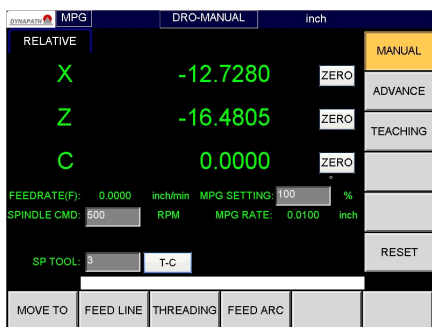 DYNAPATH MPG DRO-MANUAL inch
RELATIVE
MANUAL
X -12.7280 ZERO
ADVANCE
Z -16.4805 ZERO
TEACHING
C 0.0000 ZERO
°
FEEDRATE(F): 0.0000 inch/min MPG SETTING: 100 %
SPINDLE CMD: 500 RPM MPG RATE: 0.0100 inch
RESET
SP TOOL: 3 T-C
MOVE TO FEED LINE THREADING FEED ARC